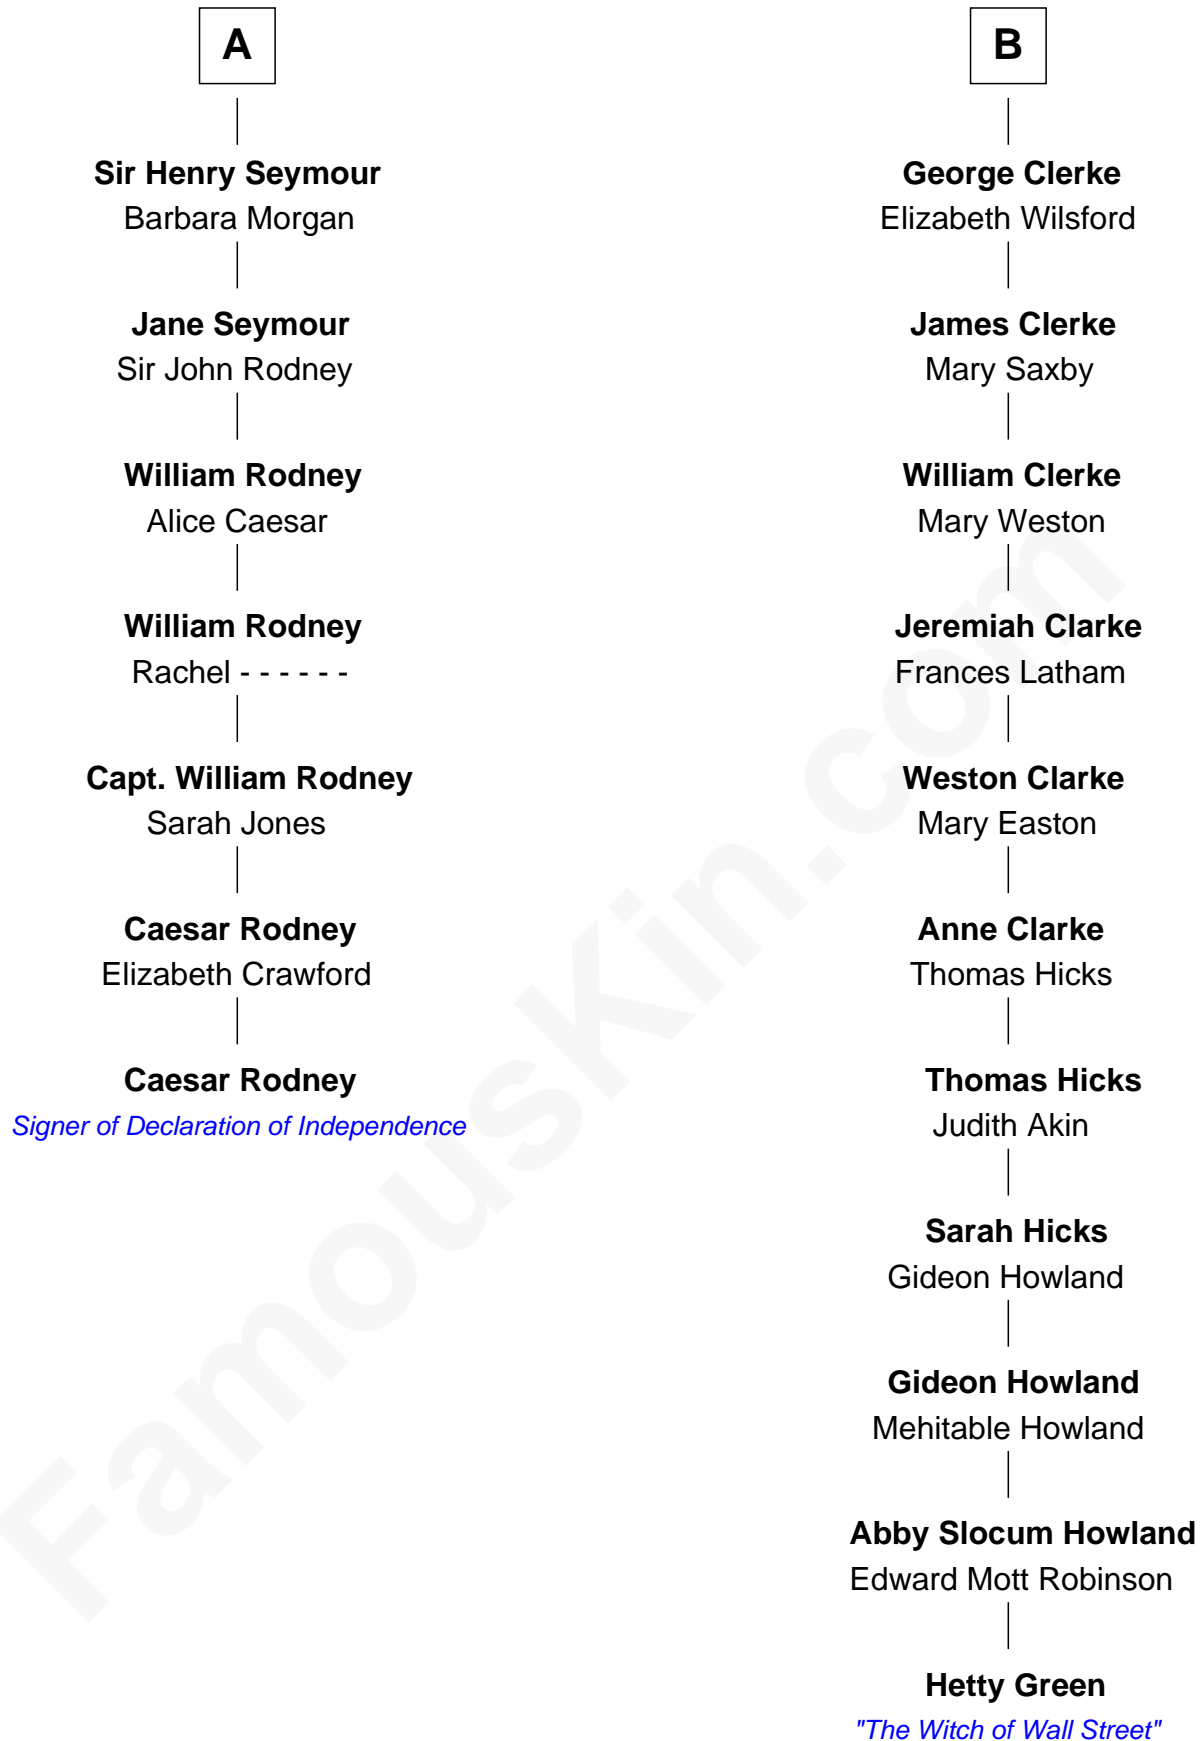 A
Sir Henry Seymour
Barbara Morgan
Jane Seymour
Sir John Rodney
William Rodney
Alice Caesar
William Rodney
Rachel - - - - - -
Capt. William Rodney
Sarah Jones
Caesar Rodney
Elizabeth Crawford
Caesar Rodney
Signer of Declaration of Independence
B
George Clerke
Elizabeth Wilsford
James Clerke
Mary Saxby
William Clerke
Mary Weston
Jeremiah Clarke
Frances Latham
Weston Clarke
Mary Easton
Anne Clarke
Thomas Hicks
Thomas Hicks
Judith Akin
Sarah Hicks
Gideon Howland
Gideon Howland
Mehitable Howland
Abby Slocum Howland
Edward Mott Robinson
Hetty Green
"The Witch of Wall Street"
FamousKin.com